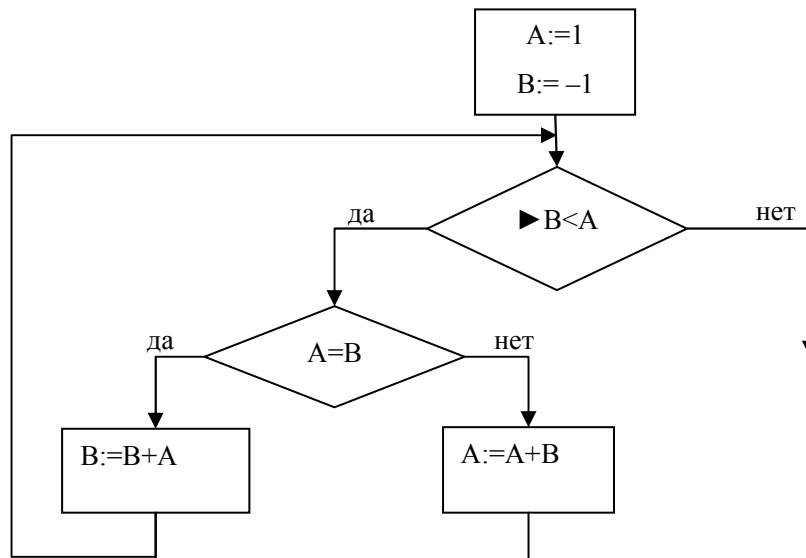 A:=1
B:= –1
►B<A
да
нет
A=B
да
нет
B:=B+A
A:=A+B